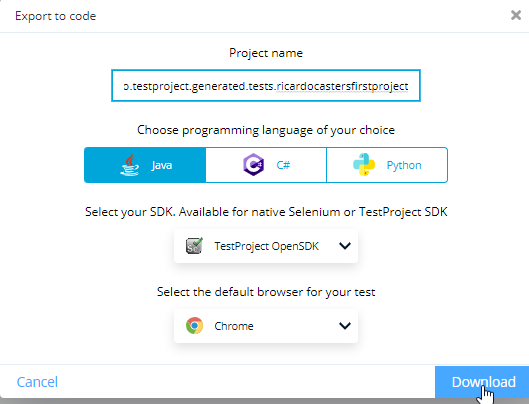 Export to code
Project name
o.testproject.generated.tests.ricardocastersfirstproject
Choose programming language of your choice
Java
C#
Python
Select your SDK. Available for native Selenium or TestProject SDK
TestProject OpenSDK
Select the default browser for your test
Chrome
Cancel
Download